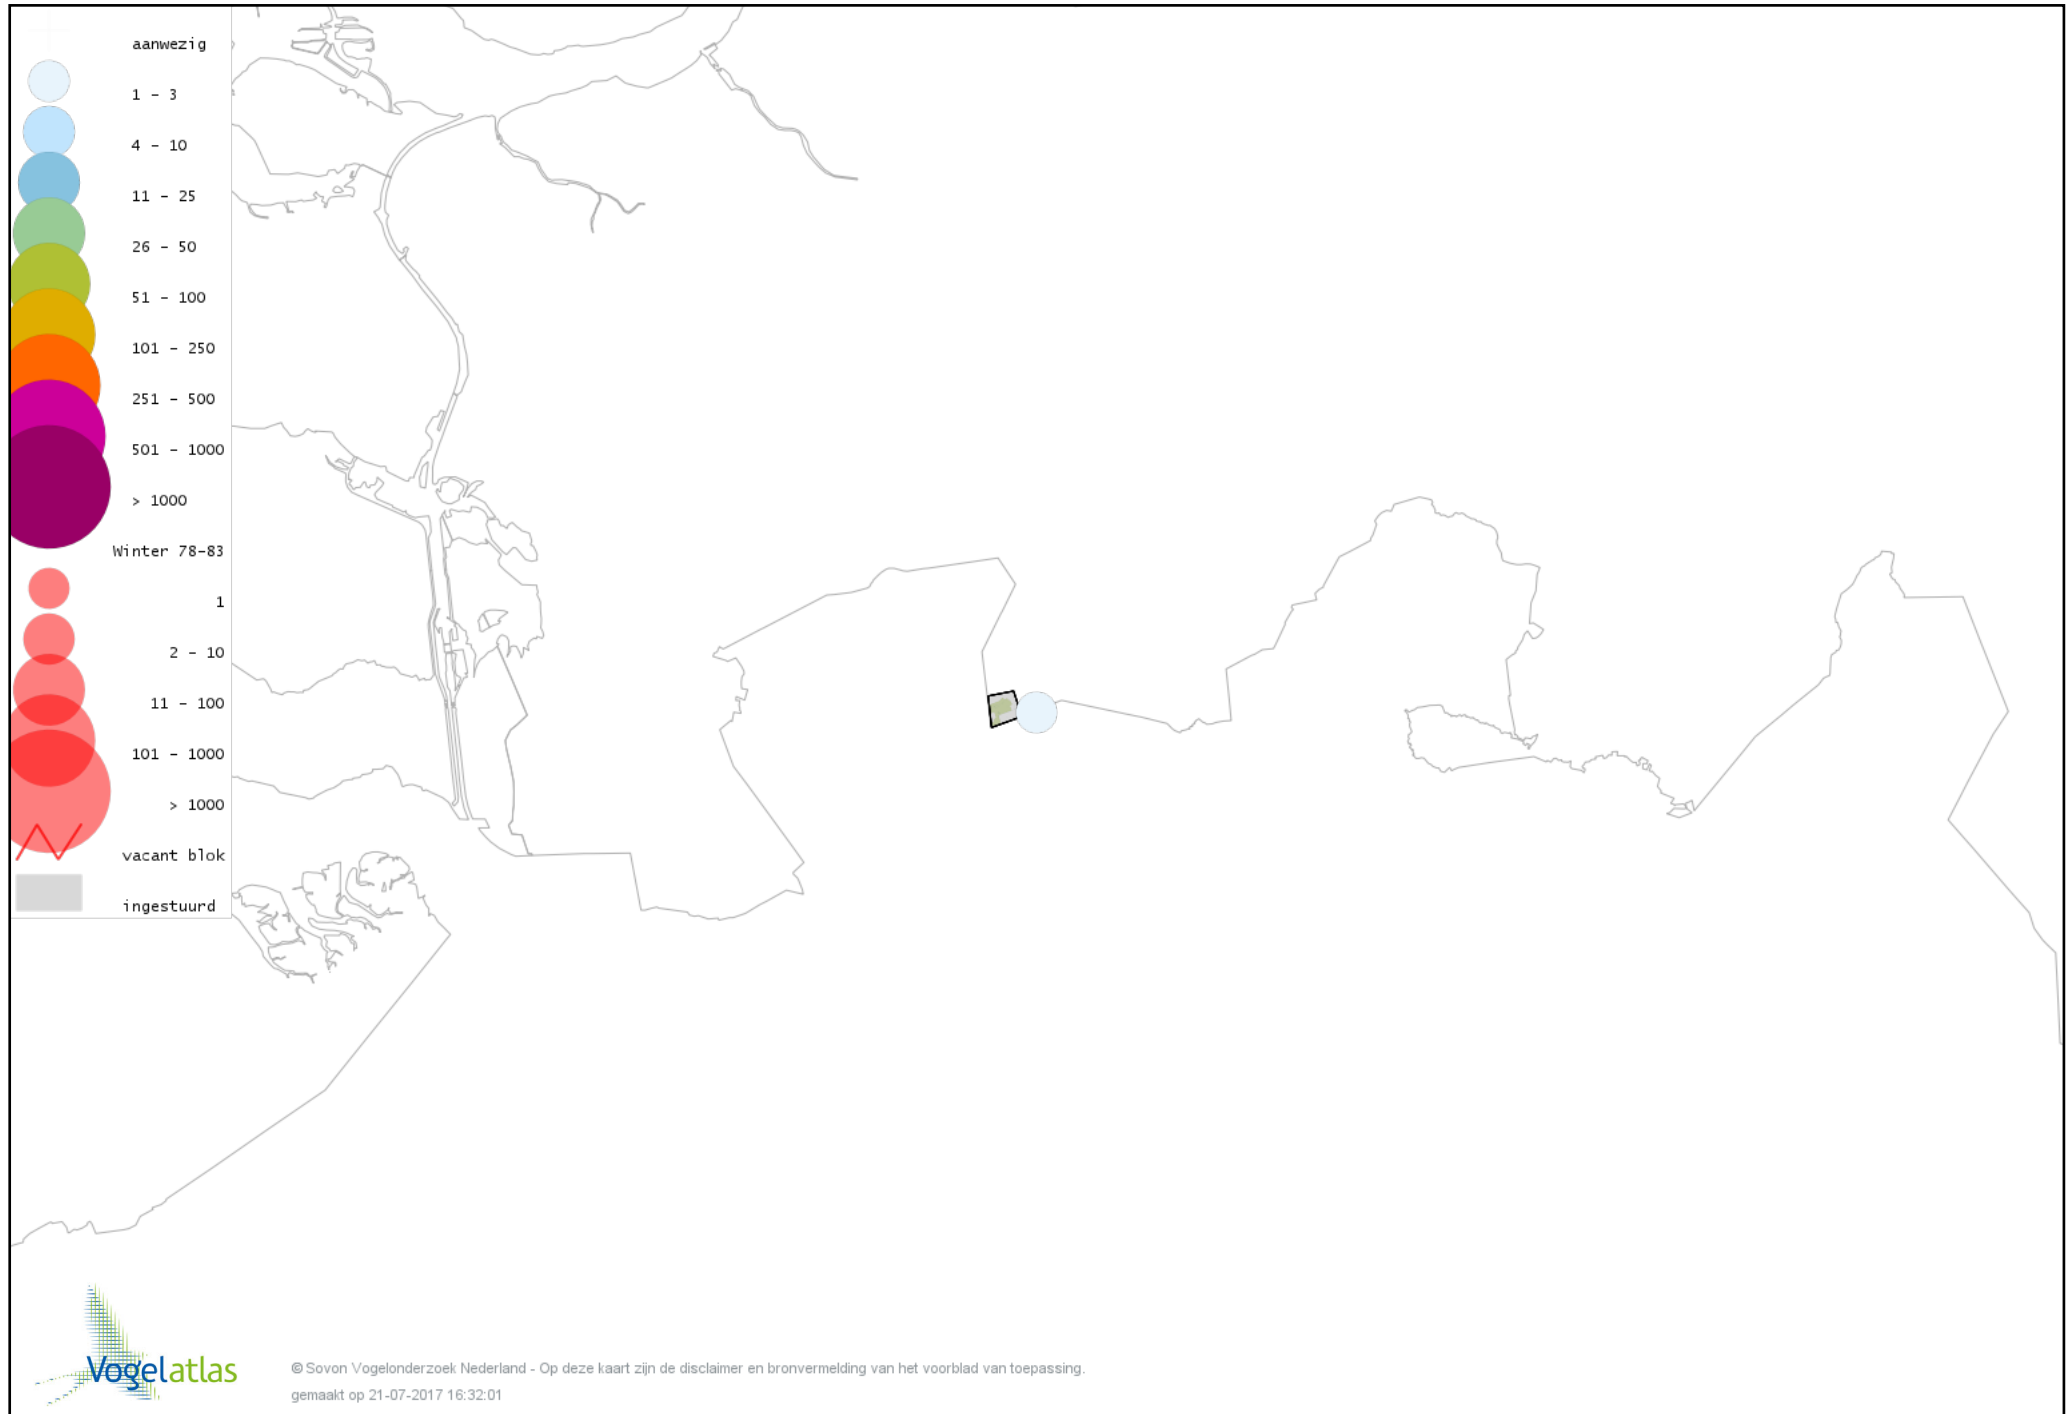 aanwezig
1 - 3
4 - 10
11 - 25
26 - 50
51 - 100
101 - 250
251 - 500
501 - 1000
> 1000
Winter 78-83
1
2 - 10
11 - 100
101 - 1000
> 1000
vacant blok
ingestuurd
Vogelatlas
© Sovon Vogelonderzoek Nederland - Op deze kaart zijn de disclaimer en bronvermelding van het voorblad van toepassing.
gemaakt op 21-07-2017 16:32:01